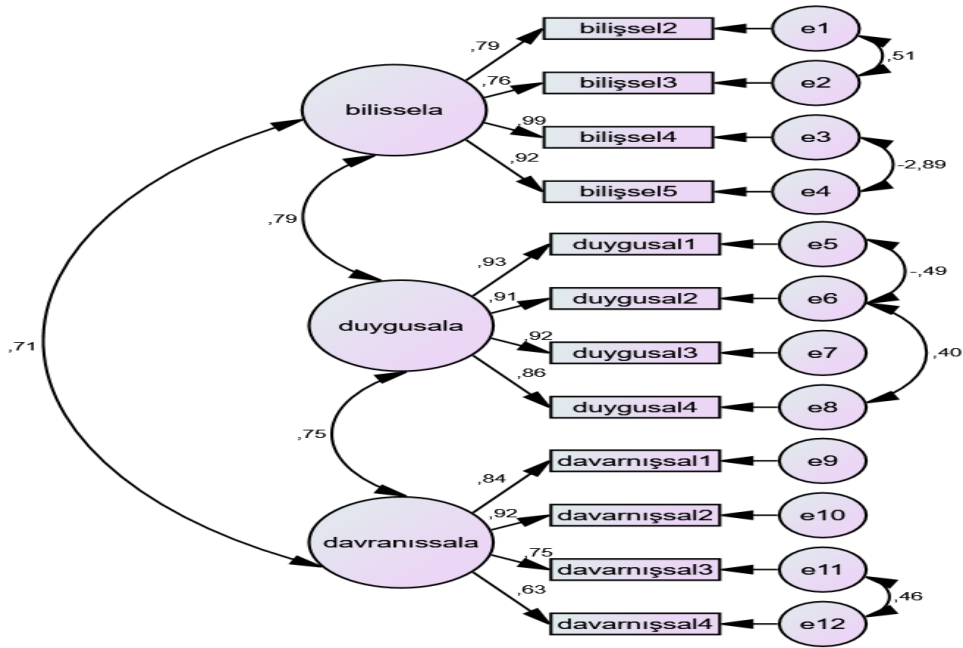 bilişsel2
e1
,79
,51
bilissela
,76
bilişsel3
e2
,99
bilişsel4
e3
-2,89
,92
bilişsel5
e4
,79
duygusal1
e5
,93
-,49
duygusala
,91
duygusal2
e6
,92
duygusal3
e7
,40
,71
,86
duygusal4
e8
,75
davarnışsal1
e9
,84
davranıssala
,92
davarnışsal2
e10
,75
davarnışsal3
e11
,46
,63
davarnışsal4
e12